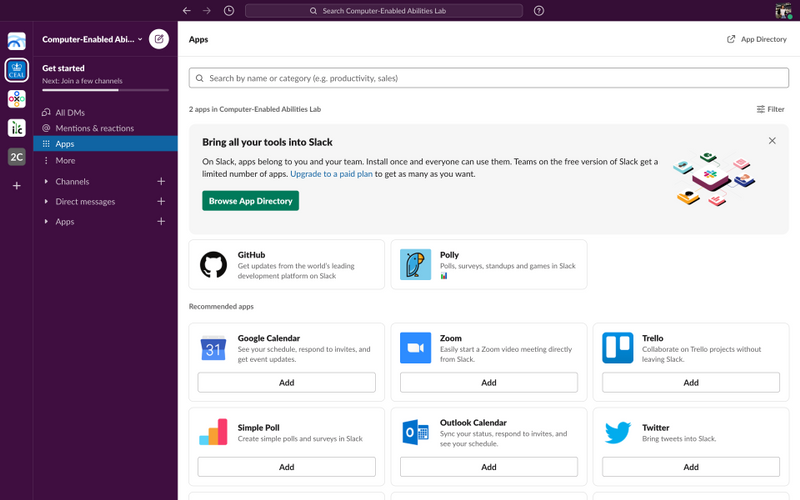 Search Computer-Enabled Abilities Lab
Computer-Enabled Abi...
CEAL
2C
Get started
Next: Join a few channels
All DMs
Mentions & reactions
Apps
More
Channels
Direct messages
Apps
Apps
App Directory
Search by name or category (e.g. productivity, sales)
2 apps in Computer-Enabled Abilities Lab
Filter
Bring all your tools into Slack
On Slack, apps belong to you and your team. Install once and everyone can use them. Teams on the free version of Slack get a
limited number of apps. Upgrade to a paid plan to get as many as you want.
Browse App Directory
GitHub
Get updates from the world's leading
development platform on Slack
Polly
Polls, surveys, standups and games in Slack
Recommended apps
31
Google Calendar
See your schedule, respond to invites, and
get event updates.
Add
Zoom
Easily start a Zoom video meeting directly
from Slack.
Add
Trello
Collaborate on Trello projects without
leaving Slack.
Add
Simple Poll
Create simple polls and surveys in Slack
Add
Outlook Calendar
Sync your status, respond to invites, and
see your schedule.
Add
Twitter
Bring tweets into Slack.
Add